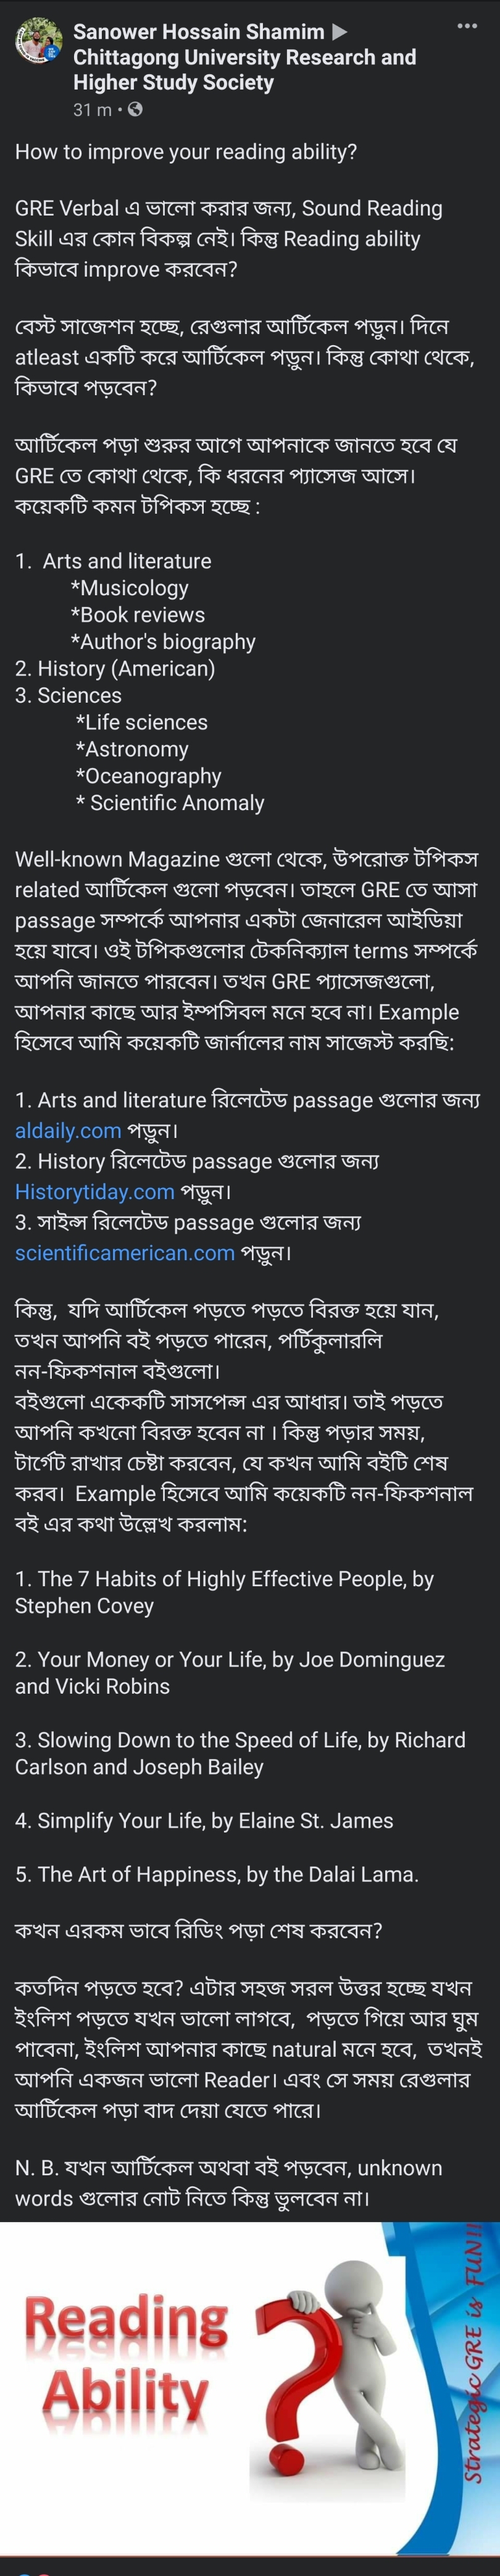 Sanower Hossain Shamim ▶
Chittagong University Research and
Higher Study Society
31 m •
How to improve your reading ability?
GRE Verbal এ ভালো করার জন্য, Sound Reading
Skill এর কোন বিকল্প নেই। কিন্তু Reading ability
কিভাবে improve করবেন?
বেস্ট সাজেশন হচ্ছে, রেগুলার আর্টিকেল পড়ুন। দিনে
atleast একটি করে আর্টিকেল পড়ুন। কিন্তু কোথা থেকে,
কিভাবে পড়বেন?
আর্টিকেল পড়া শুরুর আগে আপনাকে জানতে হবে যে
GRE তে কোথা থেকে, কি ধরনের প্যাসেজ আসে।
কয়েকটি কমন টপিকস হচ্ছে :
1. Arts and literature
*Musicology
*Book reviews
*Author's biography
2. History (American)
3. Sciences
*Life sciences
*Astronomy
*Oceanography
* Scientific Anomaly
Well-known Magazine গুলো থেকে, উপরোক্ত টপিকস
related আর্টিকেল গুলো পড়বেন। তাহলে GRE তে আসা
passage সম্পর্কে আপনার একটা জেনারেল আইডিয়া
হয়ে যাবে। ওই টপিকগুলোর টেকনিক্যাল terms সম্পর্কে
আপনি জানতে পারবেন। তখন GRE প্যাসেজগুলো,
আপনার কাছে আর ইম্পসিবল মনে হবে না। Example
হিসেবে আমি কয়েকটি জার্নালের নাম সাজেস্ট করছি:
1. Arts and literature রিলেটেড passage গুলোর জন্য
aldaily.com পড়ুন।
2. History রিলেটেড passage গুলোর জন্য
Historytiday.com পড়ুন।
3. সাইন্স রিলেটেড passage গুলোর জন্য
scientificamerican.com পড়ুন।
কিন্তু, যদি আর্টিকেল পড়তে পড়তে বিরক্ত হয়ে যান,
তখন আপনি বই পড়তে পারেন, পর্টিকুলারলি
নন-ফিকশনাল বইগুলো।
বইগুলো একেকটি সাসপেন্স এর আধার। তাই পড়তে
আপনি কখনো বিরক্ত হবেন না । কিন্তু পড়ার সময়,
টার্গেট রাখার চেষ্টা করবেন, যে কখন আমি বইটি শেষ
করব। Example হিসেবে আমি কয়েকটি নন-ফিকশনাল
বই এর কথা উল্লেখ করলাম:
1. The 7 Habits of Highly Effective People, by
Stephen Covey
2. Your Money or Your Life, by Joe Dominguez
and Vicki Robins
3. Slowing Down to the Speed of Life, by Richard
Carlson and Joseph Bailey
4. Simplify Your Life, by Elaine St. James
5. The Art of Happiness, by the Dalai Lama.
কখন এরকম ভাবে রিডিং পড়া শেষ করবেন?
কতদিন পড়তে হবে? এটার সহজ সরল উত্তর হচ্ছে যখন
ইংলিশ পড়তে যখন ভালো লাগবে, পড়তে গিয়ে আর ঘুম
পাবেনা, ইংলিশ আপনার কাছে natural মনে হবে, তখনই
আপনি একজন ভালো Reader। এবং সে সময় রেগুলার
আর্টিকেল পড়া বাদ দেয়া যেতে পারে।
N. B. যখন আর্টিকেল অথবা বই পড়বেন, unknown
words গুলোর নোট নিতে কিন্তু ভুলবেন না।
Reading
Ability
Strategic GRE is FUN!!